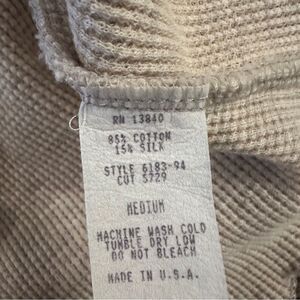 RN 13840
85% COTTON
15% SILK
STYLE 6183-94
CUT 5729
MEDIUM
MACHINE WASH COLD
TUMBLE DRY LOW
DO NOT BLEACH
MADE IN U.S.A.